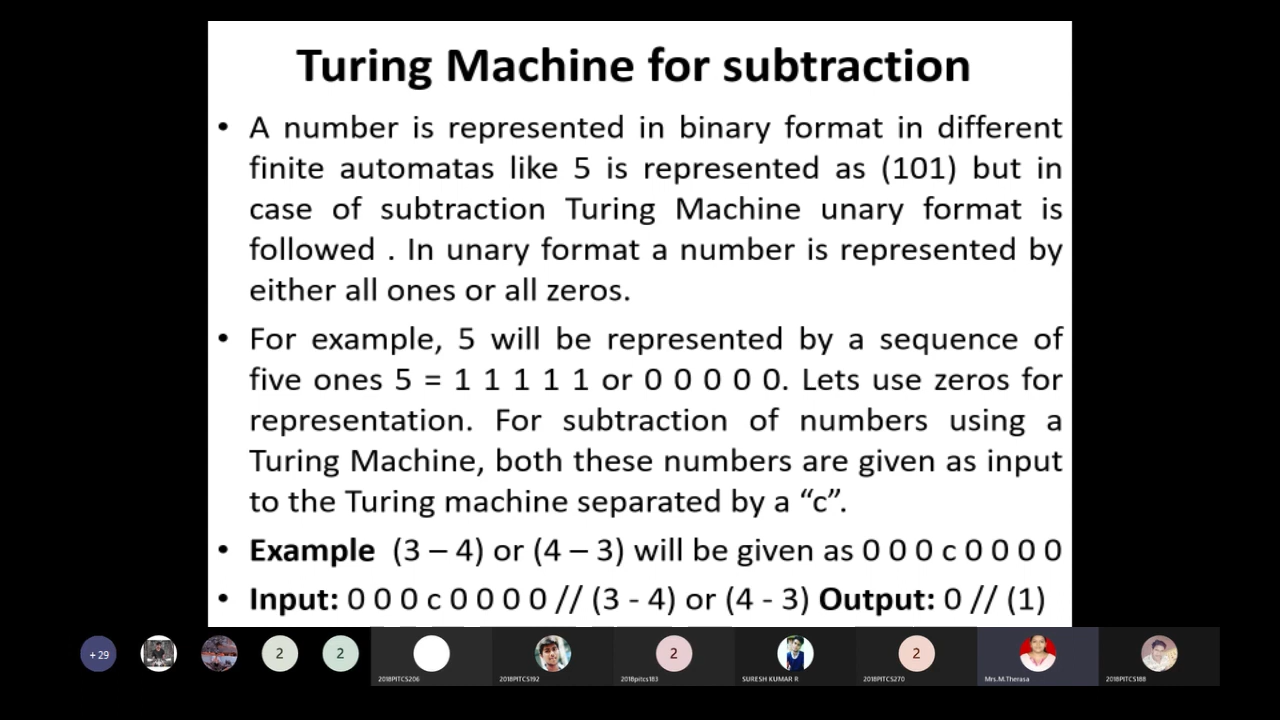 Turing Machine for subtraction
• A number is represented in binary format in different
finite automatas like 5 is represented as (101) but in
case of subtraction Turing Machine unary format is
followed . In unary format a number is represented by
either all ones or all zeros.
• For example, 5 will be represented by a sequence of
five ones 5 = 1 1 1 1 1 or 0 0 0 0 0. Lets use zeros for
representation. For subtraction of numbers using a
Turing Machine, both these numbers are given as input
to the Turing machine separated by a “c”.
• Example (3 – 4) or (4 – 3) will be given as 0 0 0 c 0 0 0 0
• Input: 0 0 0 c 0 0 0 0 // (3 - 4) or (4 - 3) Output: 0 // (1)
+ 29 2 2 2 2
2018PITCS206 2018PITCS192 2018pitcs183 SURESH KUMAR R 2018PITCS270 Mrs.M.Therasa 2018PITCS188